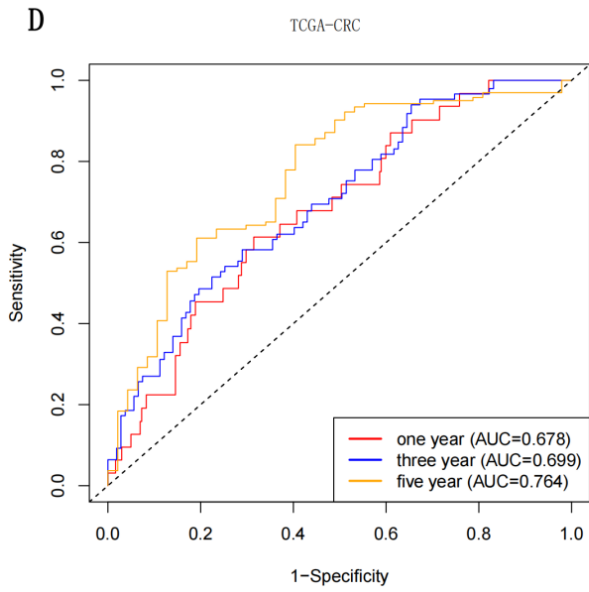 D
TCGA-CRC
1.0
0.8
0.6
0.4
0.2
0.0
Sensitivity
one year (AUC=0.678)
three year (AUC=0.699)
five year (AUC=0.764)
0.0 0.2 0.4 0.6 0.8 1.0
1−Specificity